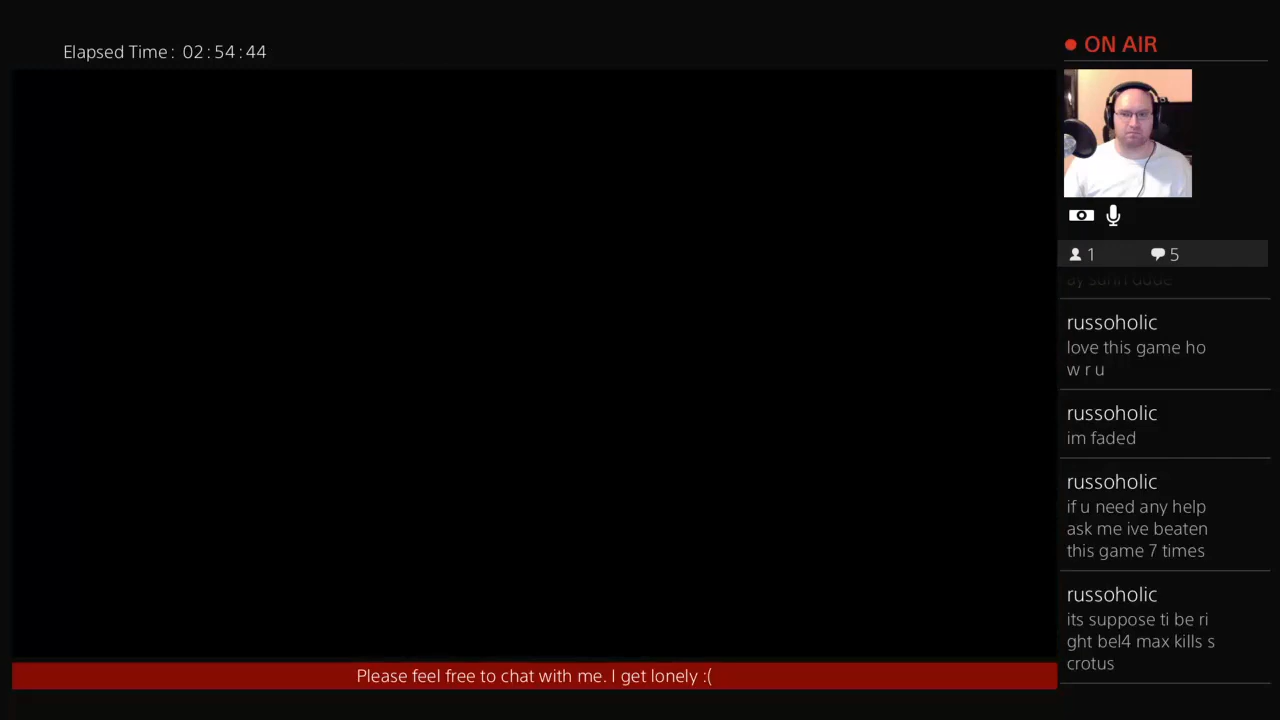 Elapsed Time: 02:54:44
ON AIR
1 5
russoholic
love this game ho
w r u
russoholic
im faded
russoholic
if u need any help
ask me ive beaten
this game 7 times
russoholic
its suppose ti be ri
ght bel4 max kills s
crotus
Please feel free to chat with me. I get lonely :(